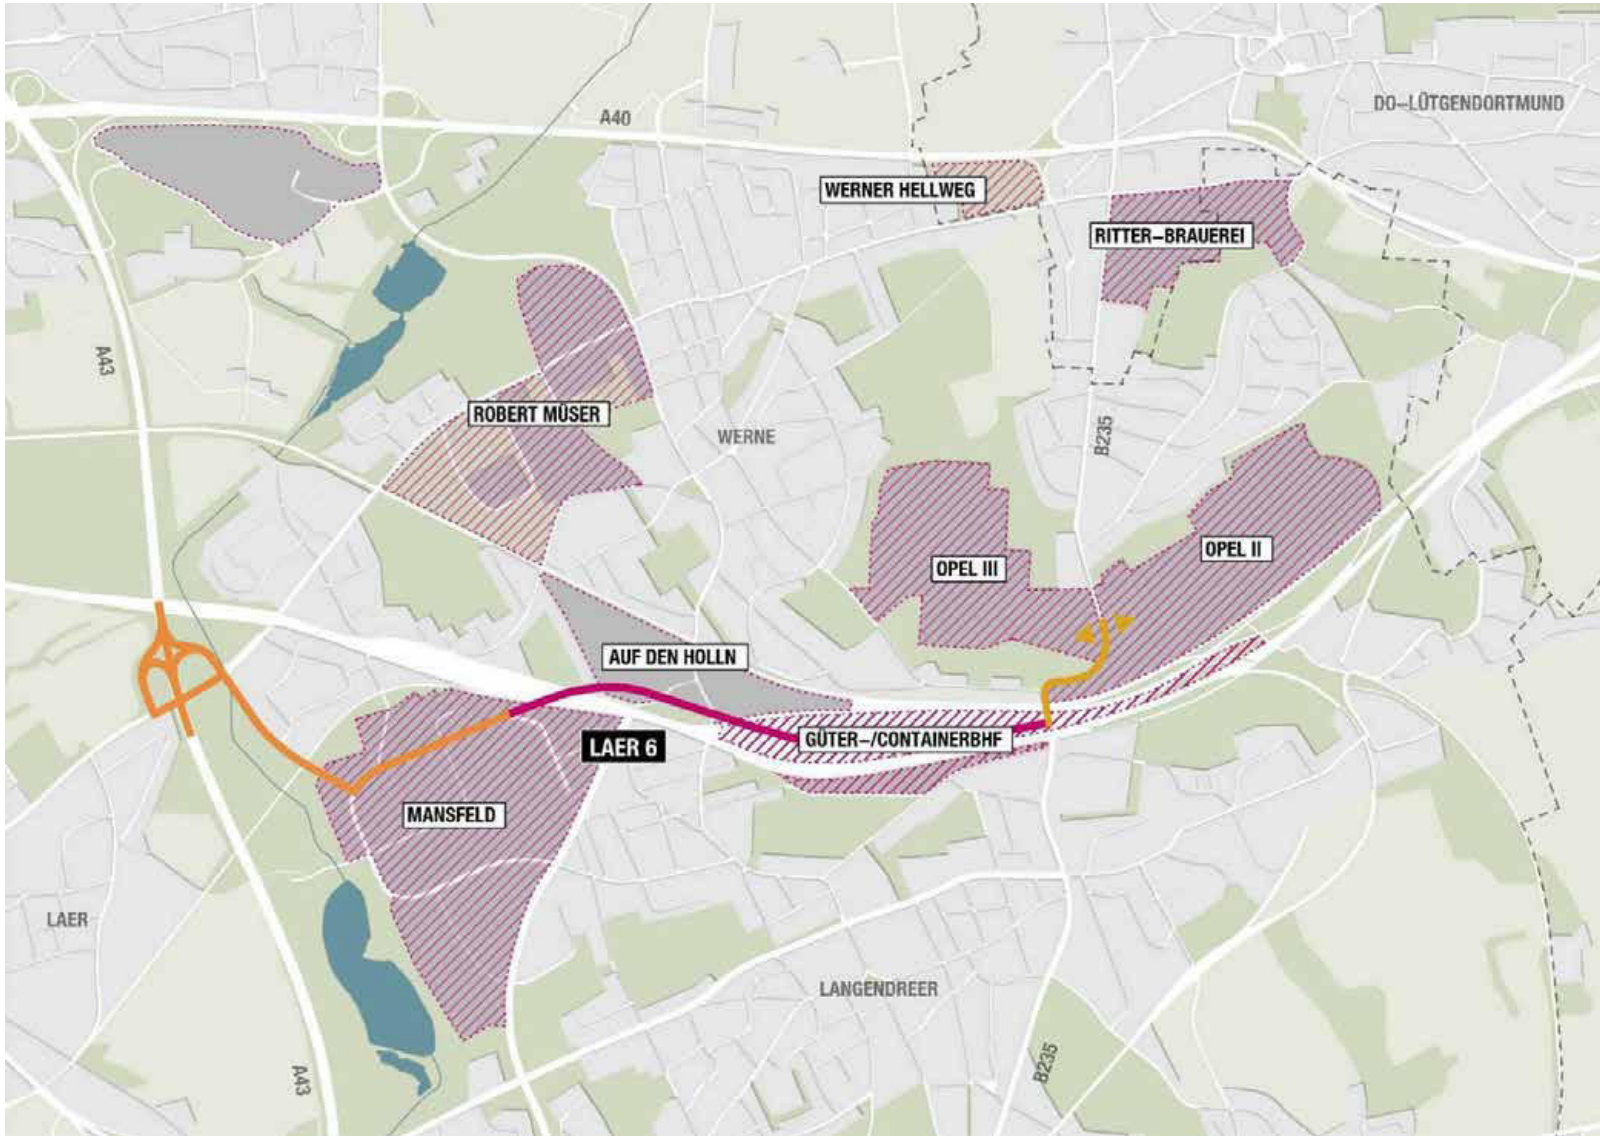 DO–LÜTGENDORTMUND
A40
WERNER HELLWEG
RITTER–BRAUEREI
A43
ROBERT MÜSER
WERNE
B235
OPEL II
OPEL III
AUF DEN HOLLN
GÜTER–/CONTAINERBHF
LAER 6
MANSFELD
LAER
LANGENDREER
B235
A43